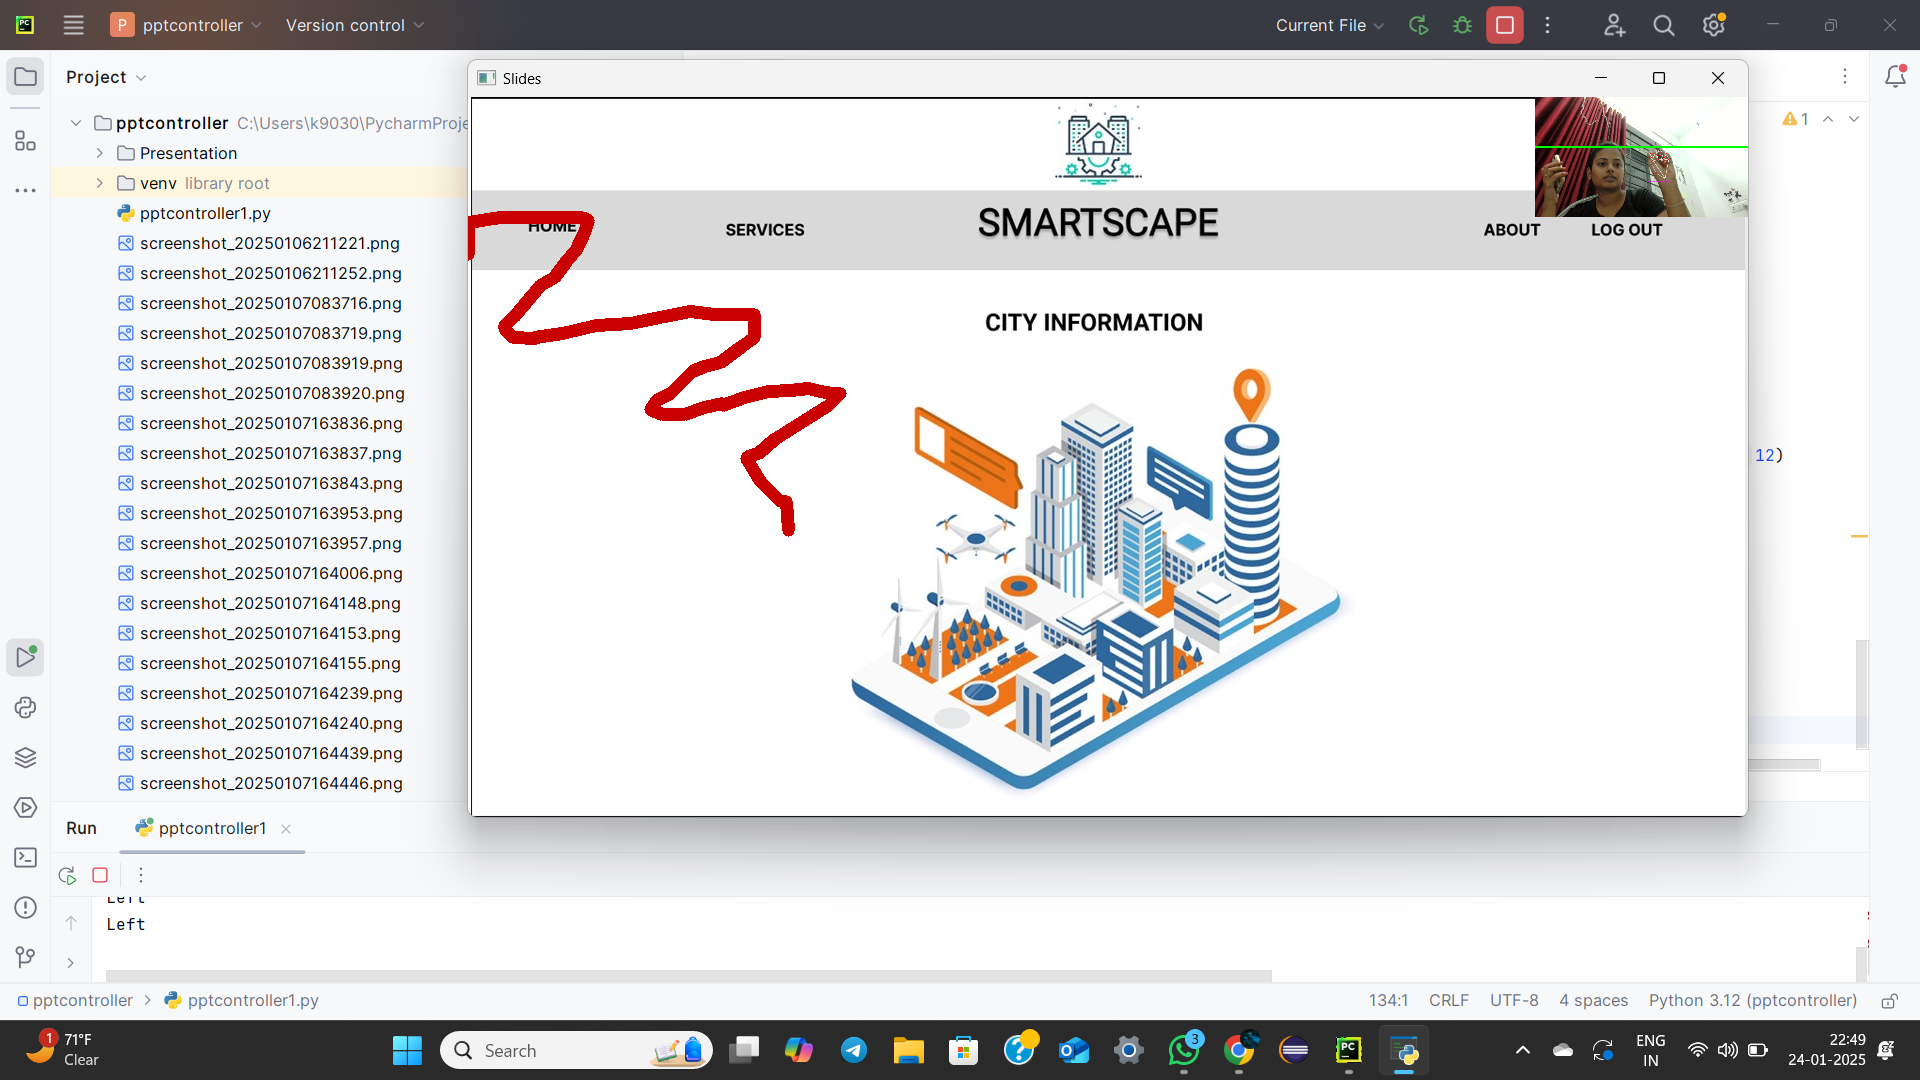 PC
P pptcontroller
Version control
Current File
Project
pptcontroller C:\Users\k9030\PycharmProje
Presentation
venv library root
pptcontroller1.py
screenshot_20250106211221.png
screenshot_20250106211252.png
screenshot_20250107083716.png
screenshot_20250107083719.png
screenshot_20250107083919.png
screenshot_20250107083920.png
screenshot_20250107163836.png
screenshot_20250107163837.png
screenshot_20250107163843.png
screenshot_20250107163953.png
screenshot_20250107163957.png
screenshot_20250107164006.png
screenshot_20250107164148.png
screenshot_20250107164153.png
screenshot_20250107164155.png
screenshot_20250107164239.png
screenshot_20250107164240.png
screenshot_20250107164439.png
screenshot_20250107164446.png
Slides
HOME
SERVICES
SMARTSCAPE
ABOUT
LOG OUT
CITY INFORMATION
1
12)
Run
pptcontroller1
Left
Left
pptcontroller > pptcontroller1.py
134:1 CRLF UTF-8 4 spaces Python 3.12 (pptcontroller)
1
71°F
Clear
Search
3
PC
ENG
IN
22:49
24-01-2025